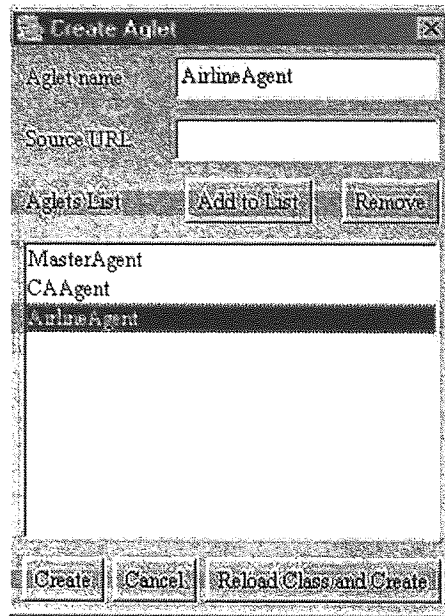 Create Aglet
Aglet name AirlineAgent
Source URL
Aglets List Add to List Remove
MasterAgent
CAAgent
AirlineAgent
Create Cancel Reload Class and Create